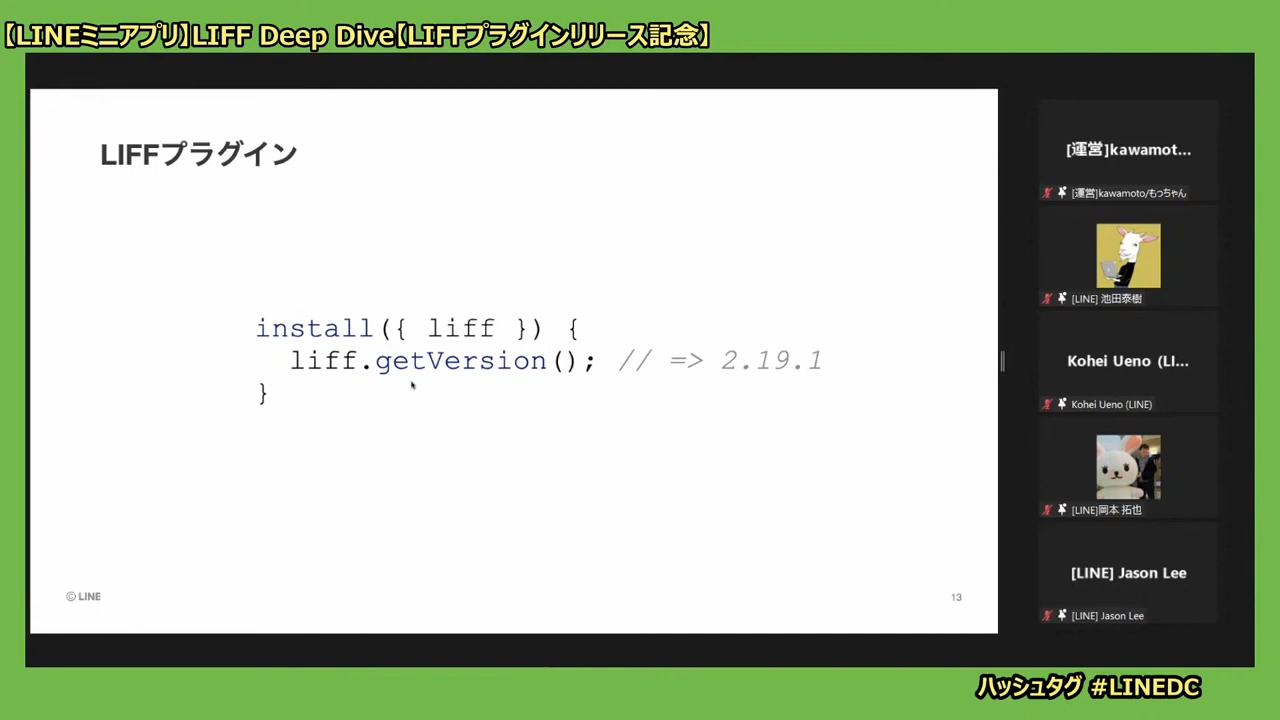 【LINEミニアプリ】LIFF Deep Dive【LIFFプラグインリリース記念】
LIFFプラグイン
install({ liff }) {
  liff.getVersion(); // => 2.19.1
}
© LINE
13
[運営]kawamot...
[運営]kawamoto/もっちゃん
[LINE] 池田泰樹
Kohei Ueno (LI...
Kohei Ueno (LINE)
[LINE]岡本 拓也
[LINE] Jason Lee
[LINE] Jason Lee
ハッシュタグ #LINEDC